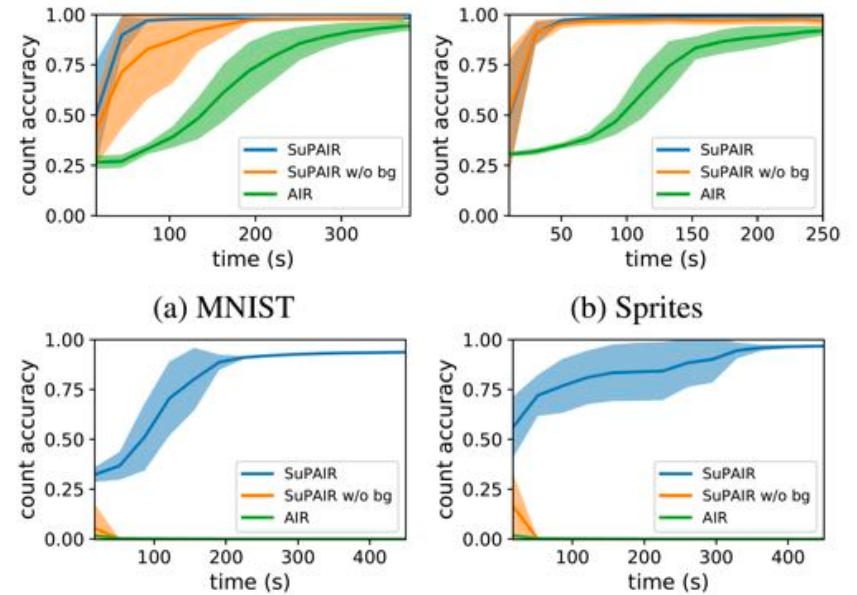 1.00
0.75
0.50
0.25
0.00
count accuracy
SuPAIR
SuPAIR w/o bg
AIR
100 200 300
time (s)
(a) MNIST
1.00
0.75
0.50
0.25
0.00
count accuracy
SuPAIR
SuPAIR w/o bg
AIR
50 100 150 200 250
time (s)
(b) Sprites
1.00
0.75
0.50
0.25
0.00
count accuracy
SuPAIR
SuPAIR w/o bg
AIR
100 200 300 400
time (s)
1.00
0.75
0.50
0.25
0.00
count accuracy
SuPAIR
SuPAIR w/o bg
AIR
100 200 300 400
time (s)